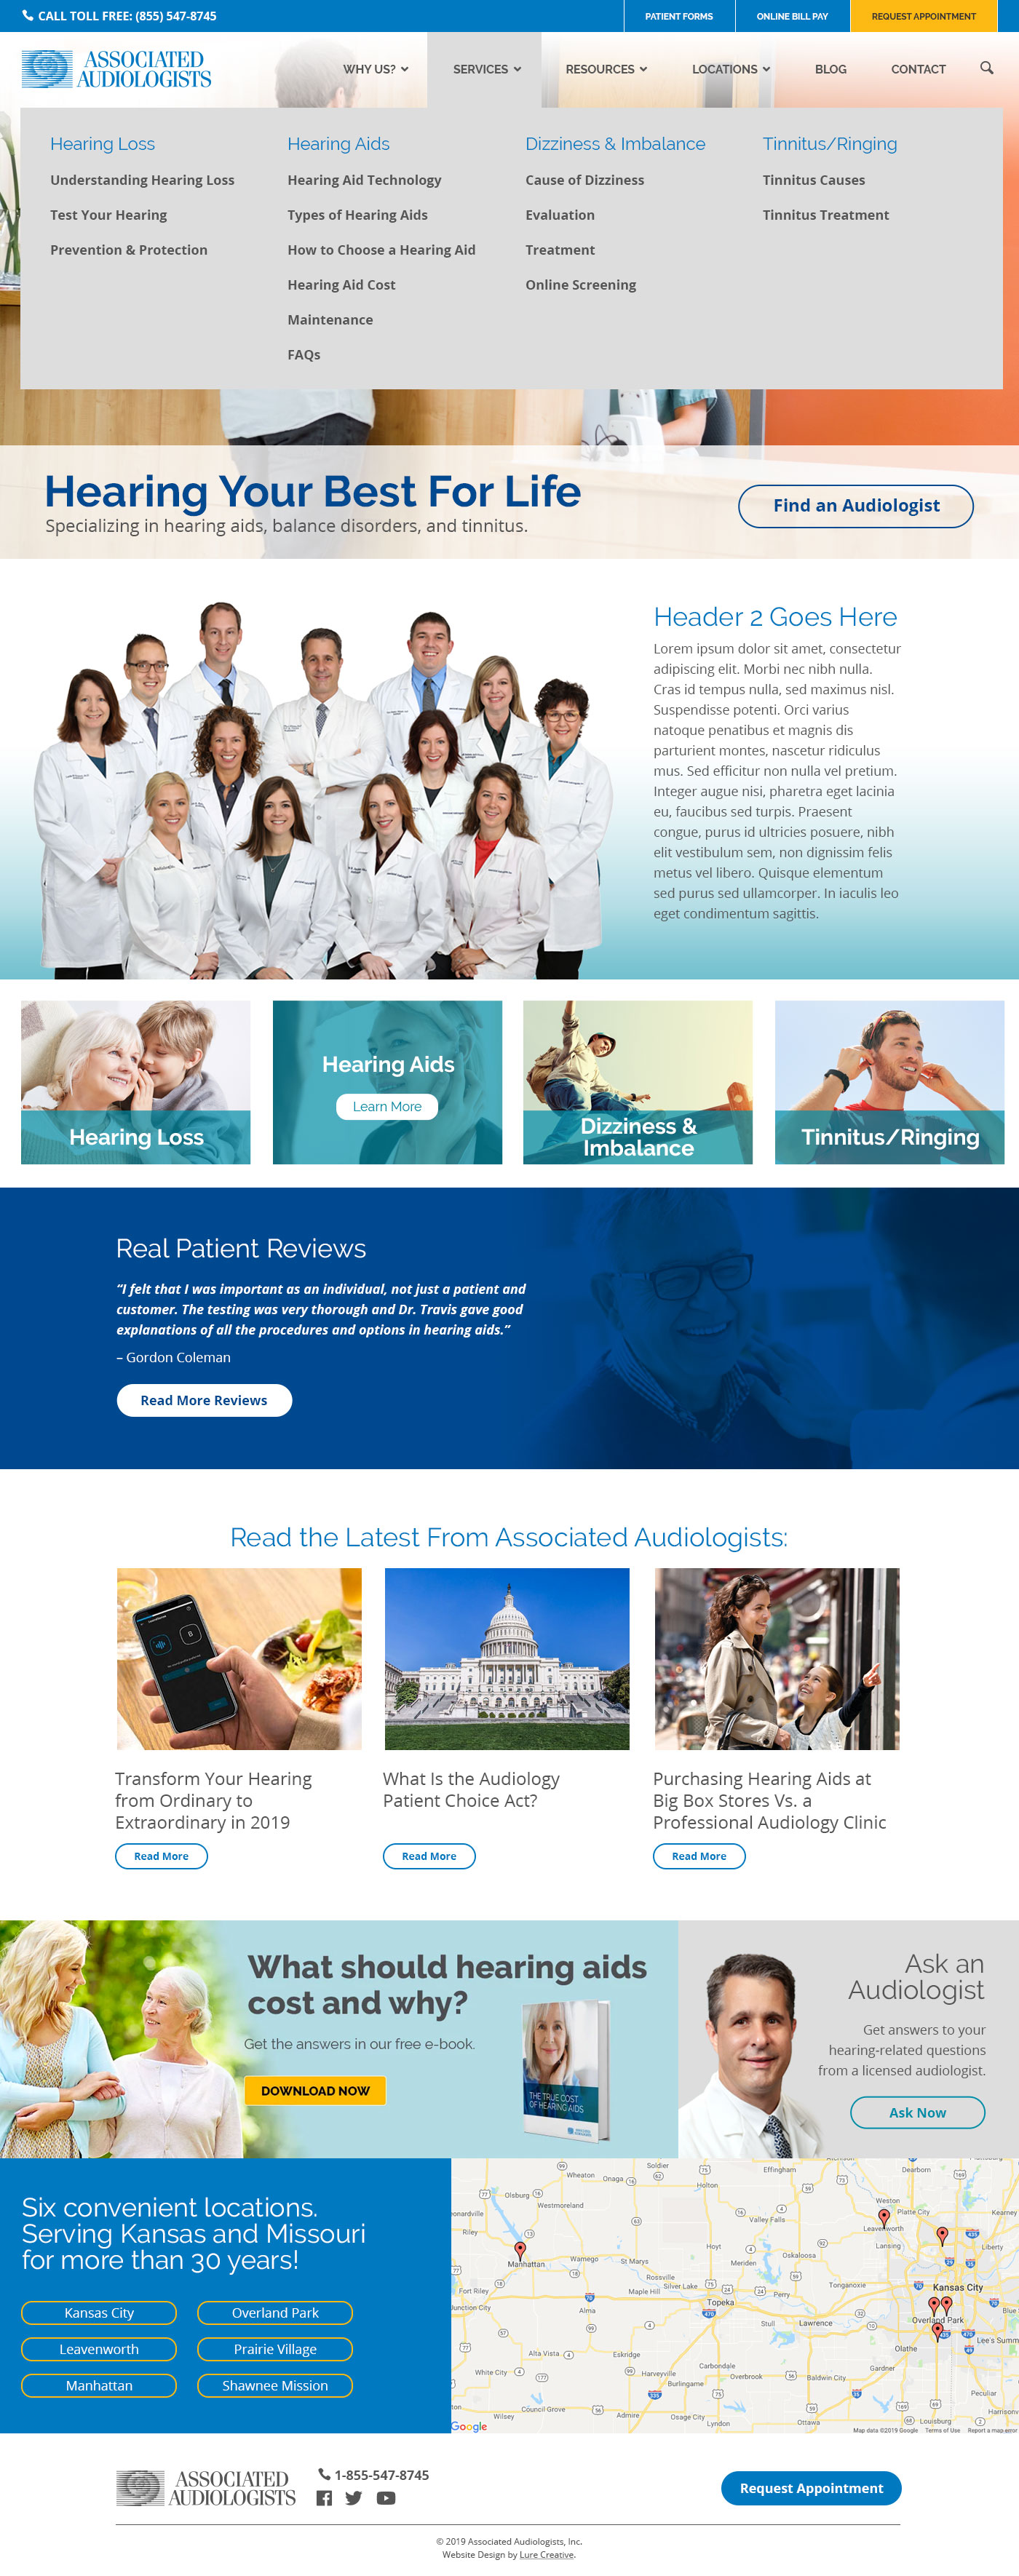 CALL TOLL FREE: (855) 547-8745
PATIENT FORMS
ONLINE BILL PAY
REQUEST APPOINTMENT
ASSOCIATED
AUDIOLOGISTS
WHY US?
SERVICES
RESOURCES
LOCATIONS
BLOG
CONTACT
Hearing Loss
Understanding Hearing Loss
Test Your Hearing
Prevention & Protection
Hearing Aids
Hearing Aid Technology
Types of Hearing Aids
How to Choose a Hearing Aid
Hearing Aid Cost
Maintenance
FAQs
Dizziness & Imbalance
Cause of Dizziness
Evaluation
Treatment
Online Screening
Tinnitus/Ringing
Tinnitus Causes
Tinnitus Treatment
Hearing Your Best For Life
Specializing in hearing aids, balance disorders, and tinnitus.
Find an Audiologist
Header 2 Goes Here
Lorem ipsum dolor sit amet, consectetur
adipiscing elit. Morbi nec nibh nulla.
Cras id tempus nulla, sed maximus nisl.
Suspendisse potenti. Orci varius
natoque penatibus et magnis dis
parturient montes, nascetur ridiculus
mus. Sed efficitur non nulla vel pretium.
Integer augue nisi, pharetra eget lacinia
eu, faucibus sed turpis. Praesent
congue, purus id ultricies posuere, nibh
elit vestibulum sem, non dignissim felis
metus vel libero. Quisque elementum
sed purus sed ullamcorper. In iaculis leo
eget condimentum sagittis.
Hearing Loss
Hearing Aids
Learn More
Dizziness &
Imbalance
Tinnitus/Ringing
Real Patient Reviews
“I felt that I was important as an individual, not just a patient and
customer. The testing was very thorough and Dr. Travis gave good
explanations of all the procedures and options in hearing aids.”
– Gordon Coleman
Read More Reviews
Read the Latest From Associated Audiologists:
Transform Your Hearing
from Ordinary to
Extraordinary in 2019
Read More
What Is the Audiology
Patient Choice Act?
Read More
Purchasing Hearing Aids at
Big Box Stores Vs. a
Professional Audiology Clinic
Read More
What should hearing aids
cost and why?
Get the answers in our free e-book.
DOWNLOAD NOW
THE TRUE COST
OF HEARING AIDS
Ask an
Audiologist
Get answers to your
hearing-related questions
from a licensed audiologist.
Ask Now
Six convenient locations.
Serving Kansas and Missouri
for more than 30 years!
Kansas City
Overland Park
Leavenworth
Prairie Village
Manhattan
Shawnee Mission
Soldier
Effingham
Dearborn
Wheaton
Onaga
Holton
Olsburg
Westmoreland
Weston
Platte City
Valley Falls
Leavenworth
Riley
Hoyt
Lansing
Liberty
Manhattan
Wamego
St Marys
Meriden
Oskaloosa
Rossville
Silver Lake
Tonganoxie
Kansas City
Fort Riley
Maple Hill
Perry
Topeka
Junction City
Alma
Stull
Lawrence
Overland Park
Blue
Olathe
Lee's Summ
Alta Vista
Eskridge
Gardner
White City
Harveyville
Carbondale
Overbrook
Baldwin City
Burlingame
Peculiar
Council Grove
Wilsey
Admire
Osage City
Lyndon
Ottawa
Louisburg
Harrisonv
Google
Map data ©2019 Google
Terms of Use
Report a map error
ASSOCIATED
AUDIOLOGISTS
1-855-547-8745
Request Appointment
© 2019 Associated Audiologists, Inc.
Website Design by Lure Creative.